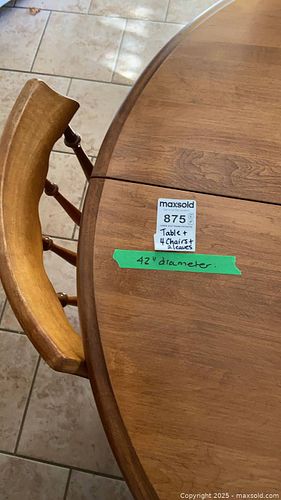 maxsold
875
Table +
4 Chairs +
2 leaves
42" diameter.
Copyright © 2025 - maxsold.com